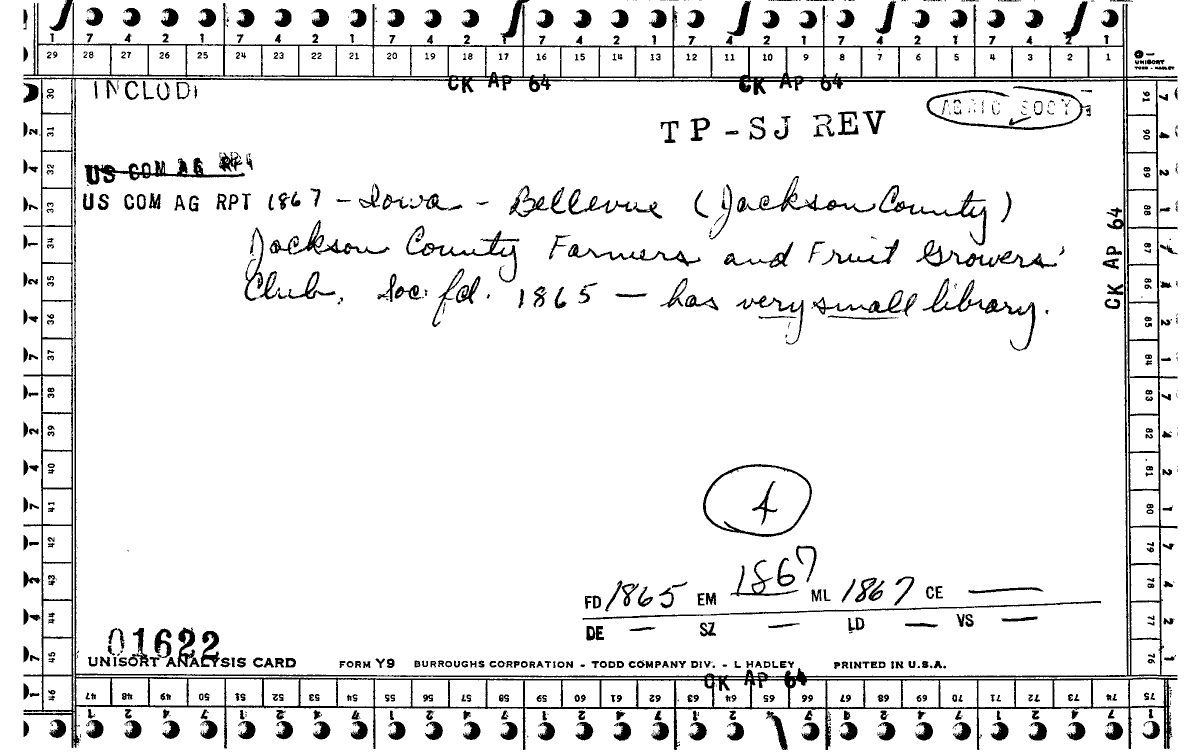 1 7 4 2 1 7 4 2 1 7 4 2 1 7 4 2 1 7 4 2 1 7 4 2 1 7 4 2 1
29 28 27 26 25 24 23 22 21 20 19 18 17 16 15 14 13 12 11 10 9 8 7 6 5 4 3 2 1
UNISORT
TODD - HADLEY
CK AP 64 CK AP 64
INCLUDI
AGRIC SOCY
TP-SJ REV
US COM AG RPT
US COM AG RPT 1867 - Iowa - Bellevue (Jackson County)
Jackson County Farmers and Fruit Growers'
Club. Soc. fd. 1865 — has very small library.
CK AP 64
4
FD 1865 EM 1867 ML 1867 CE —
DE — SZ — LD — VS —
01622
UNISORT ANALYSIS CARD FORM Y9 BURROUGHS CORPORATION - TODD COMPANY DIV. - L HADLEY PRINTED IN U.S.A.
CK AP 64
30 31 32 33 34 35 36 37 38 39 40 41 42 43 44 45 46
91 90 89 88 87 86 85 84 83 82 81 80 79 78 77 76
47 48 49 50 51 52 53 54 55 56 57 58 59 60 61 62 63 64 65 66 67 68 69 70 71 72 73 74 75